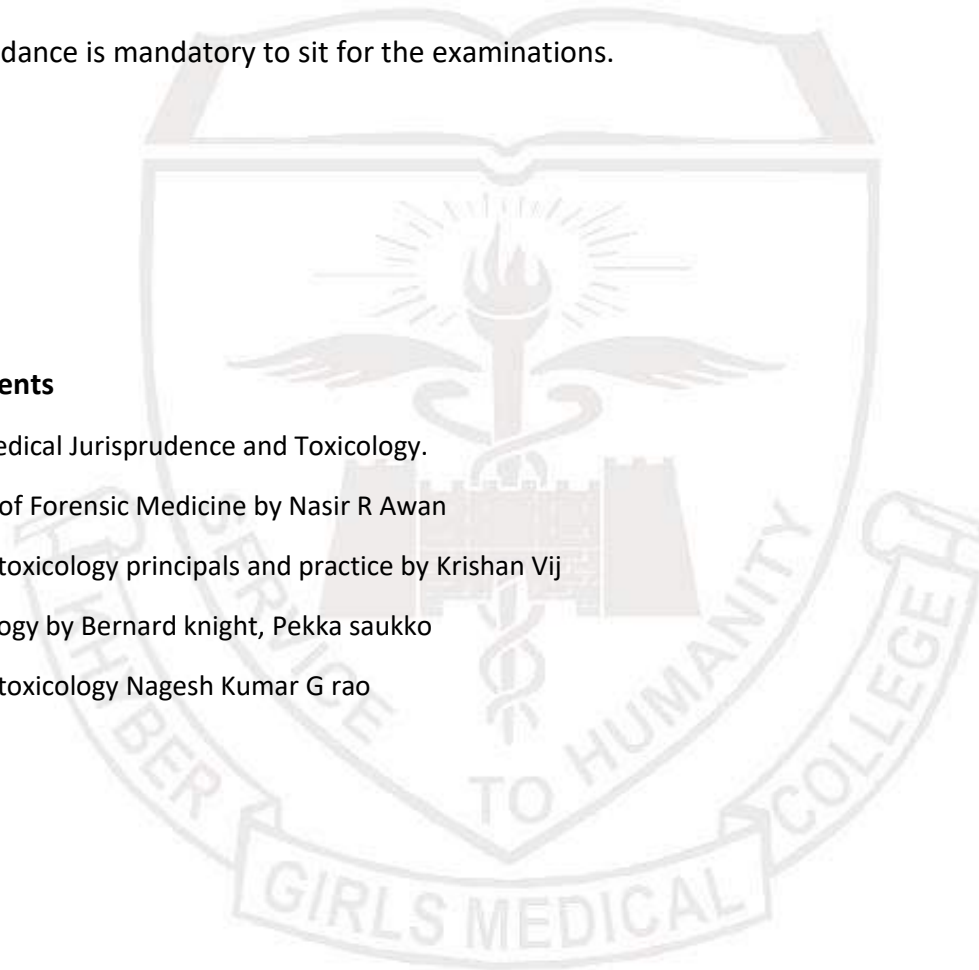 dance is mandatory to sit for the examinations.
ents
edical Jurisprudence and Toxicology.
of Forensic Medicine by Nasir R Awan
toxicology principals and practice by Krishan Vij
ogy by Bernard knight, Pekka saukko
toxicology Nagesh Kumar G rao
SERVICE TO HUMANITY
KHYBER GIRLS MEDICAL COLLEGE